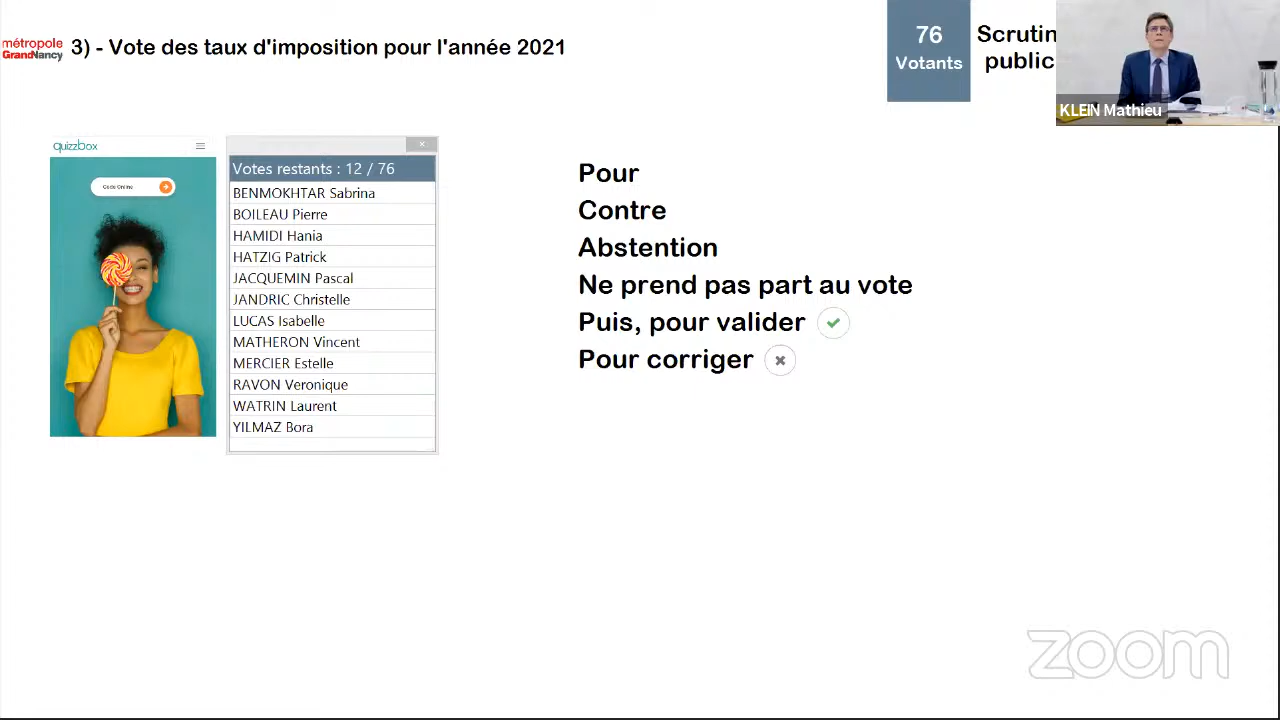 métropole
GrandNancy
3) - Vote des taux d'imposition pour l'année 2021
76
Votants
Scrutin
public
KLEIN Mathieu
quizzbox
Code Online
Votes restants : 12 / 76
BENMOKHTAR Sabrina
BOILEAU Pierre
HAMIDI Hania
HATZIG Patrick
JACQUEMIN Pascal
JANDRIC Christelle
LUCAS Isabelle
MATHERON Vincent
MERCIER Estelle
RAVON Veronique
WATRIN Laurent
YILMAZ Bora
Pour
Contre
Abstention
Ne prend pas part au vote
Puis, pour valider
Pour corriger
zoom